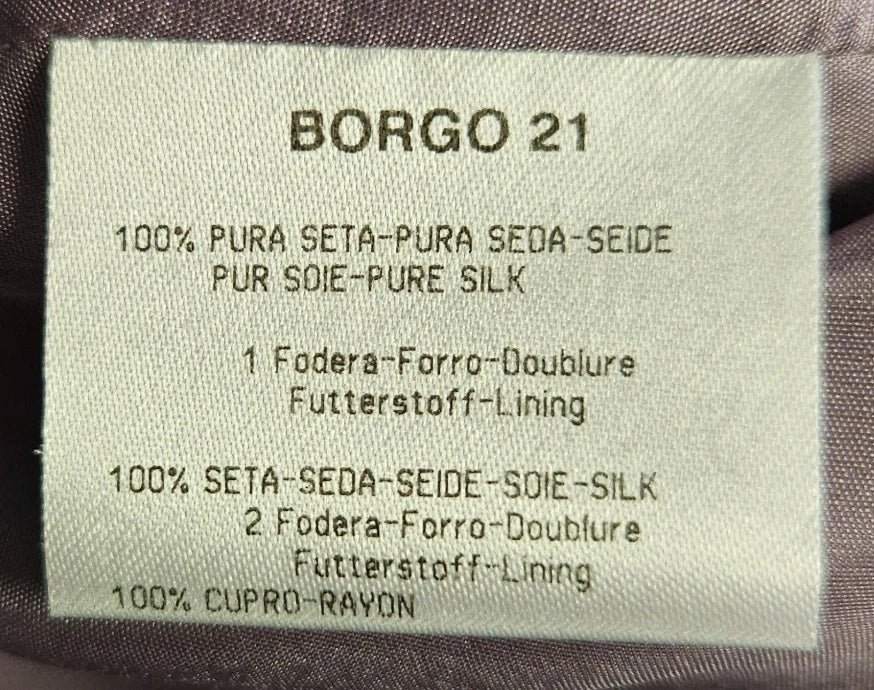 BORGO 21
100% PURA SETA-PURA SEDA-SEIDE
PUR SOIE-PURE SILK
1 Fodera-Forro-Doublure
Futterstoff-Lining
100% SETA-SEDA-SEIDE-SOIE-SILK
2 Fodera-Forro-Doublure
Futterstoff-Lining
100% CUPRO-RAYON